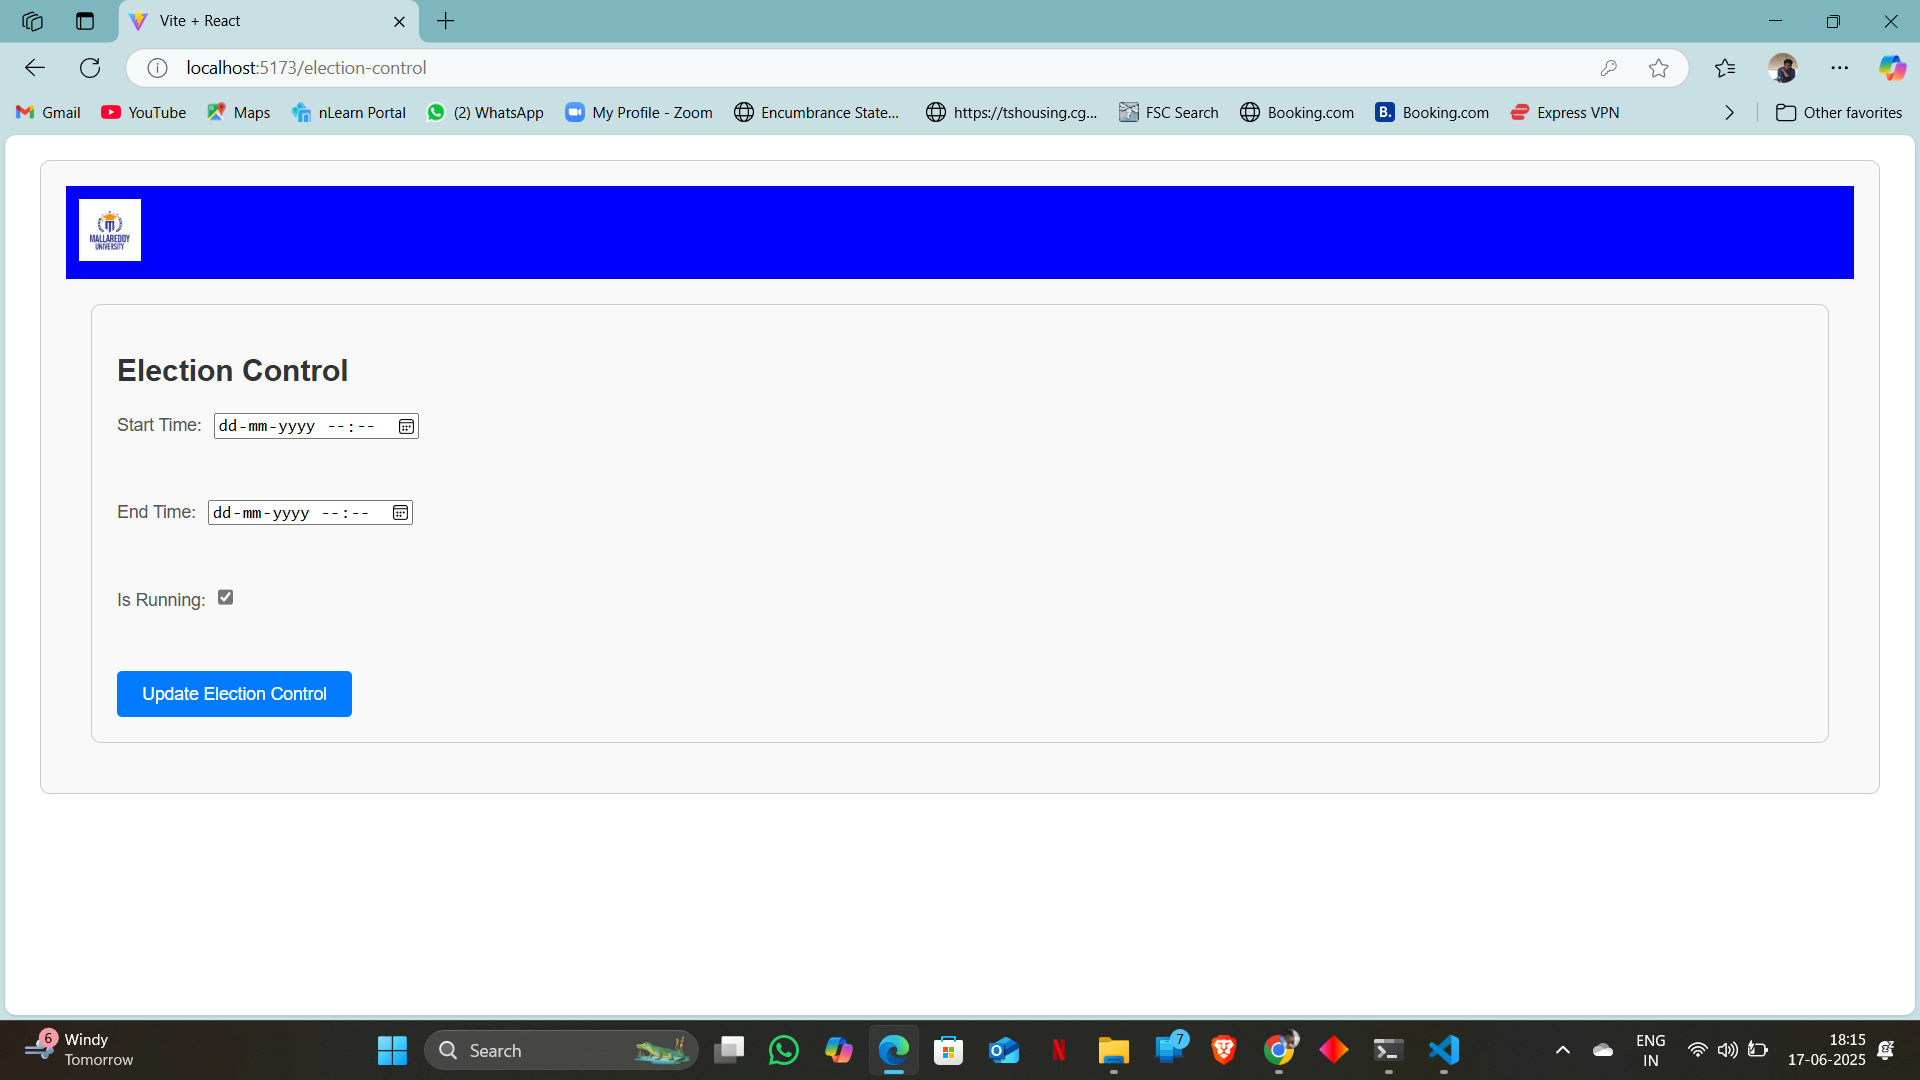 Vite + React
localhost:5173/election-control
Gmail
YouTube
Maps
nLearn Portal
(2) WhatsApp
My Profile - Zoom
Encumbrance State...
https://tshousing.cg...
FSC Search
Booking.com
B.
Booking.com
Express VPN
Other favorites
MALLAREDDY
UNIVERSITY
Election Control
Start Time: dd-mm-yyyy --:--
End Time: dd-mm-yyyy --:--
Is Running:
Update Election Control
6
Windy
Tomorrow
Search
7
ENG
IN
18:15
17-06-2025